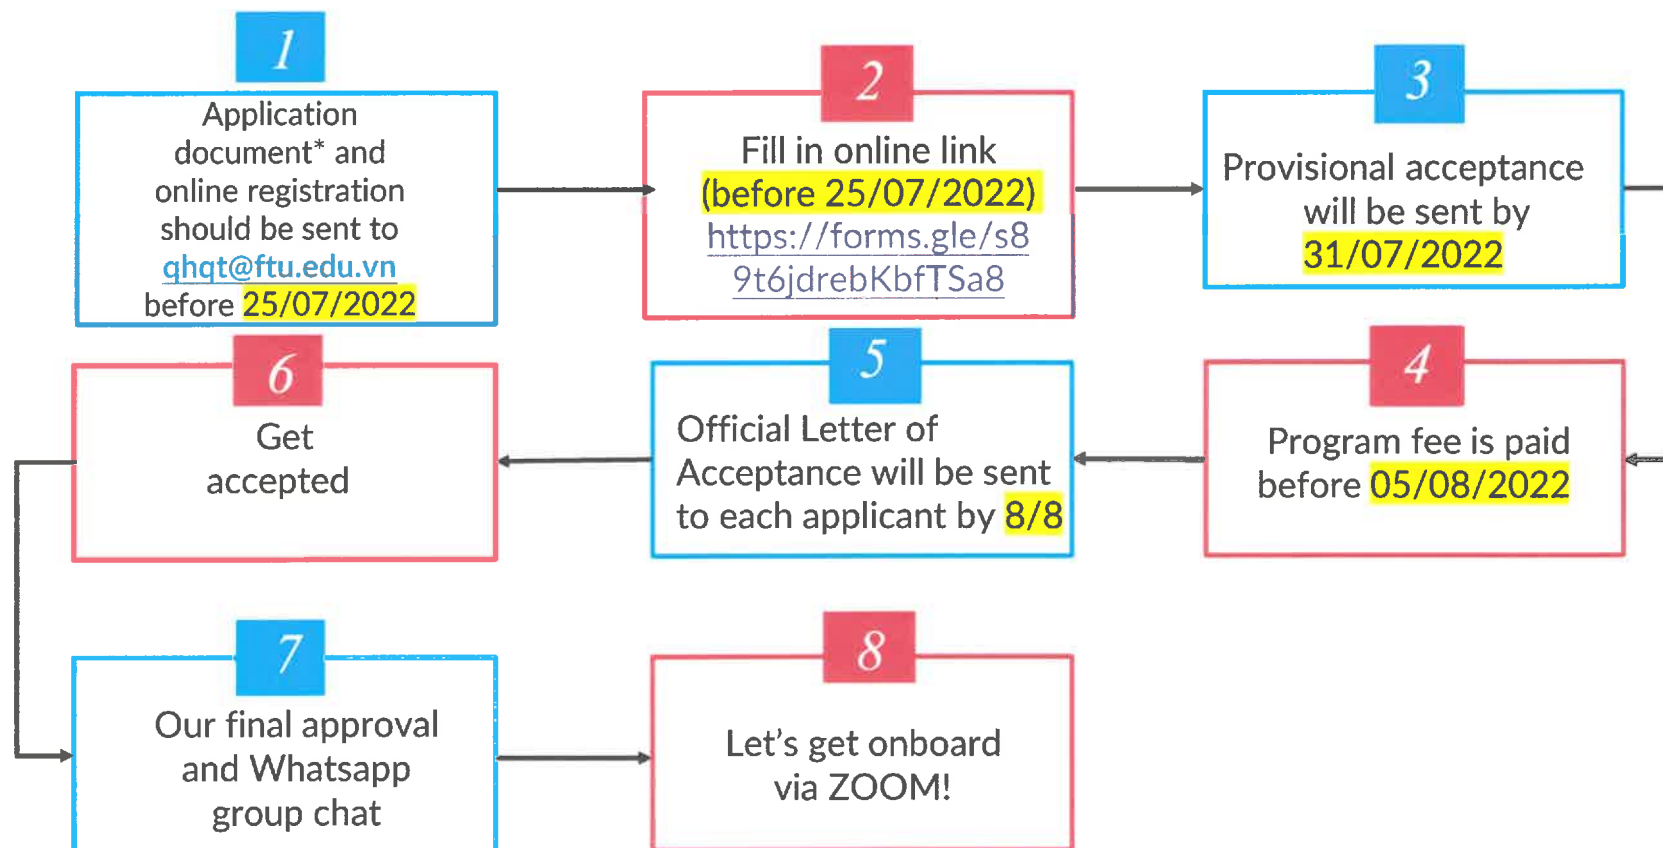 1
Application
document* and
online registration
should be sent to
qhqt@ftu.edu.vn
before 25/07/2022
2
Fill in online link
(before 25/07/2022)
https://forms.gle/s8
9t6jdrebKbfTSa8
3
Provisional acceptance
will be sent by
31/07/2022
4
Program fee is paid
before 05/08/2022
5
Official Letter of
Acceptance will be sent
to each applicant by 8/8
6
Get
accepted
7
Our final approval
and Whatsapp
group chat
8
Let's get onboard
via ZOOM!